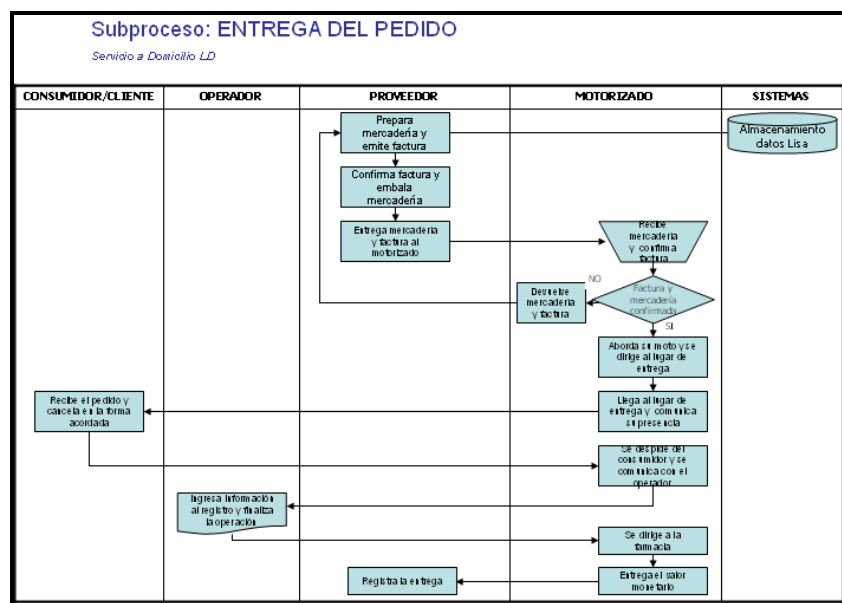 Subproceso: ENTREGA DEL PEDIDO
Servicio a Domicilio LD
CONSUMIDOR/CLIENTE
OPERADOR
PROVEEDOR
MOTORIZADO
SISTEMAS
Prepara
mercadería y
emite factura
Almacenamiento
datos Lisa
Confirma factura y
embala
mercadería
Entrega mercadería
y factura al
motorizado
Recibe
mercadería
y confirma
factura
NO
Devuelve
mercadería
y factura
Factura y
mercadería
confirmada
SI
Aborda su moto y se
dirige al lugar de
entrega
Recibe el pedido y
cancela en la forma
acordada
Llega al lugar de
entrega y comunica
su presencia
Se despide del
consumidor y se
comunica con el
operador
Ingresa información
al registro y finaliza
la operación
Se dirige a la
farmacia
Registra la entrega
Entrega el valor
monetario